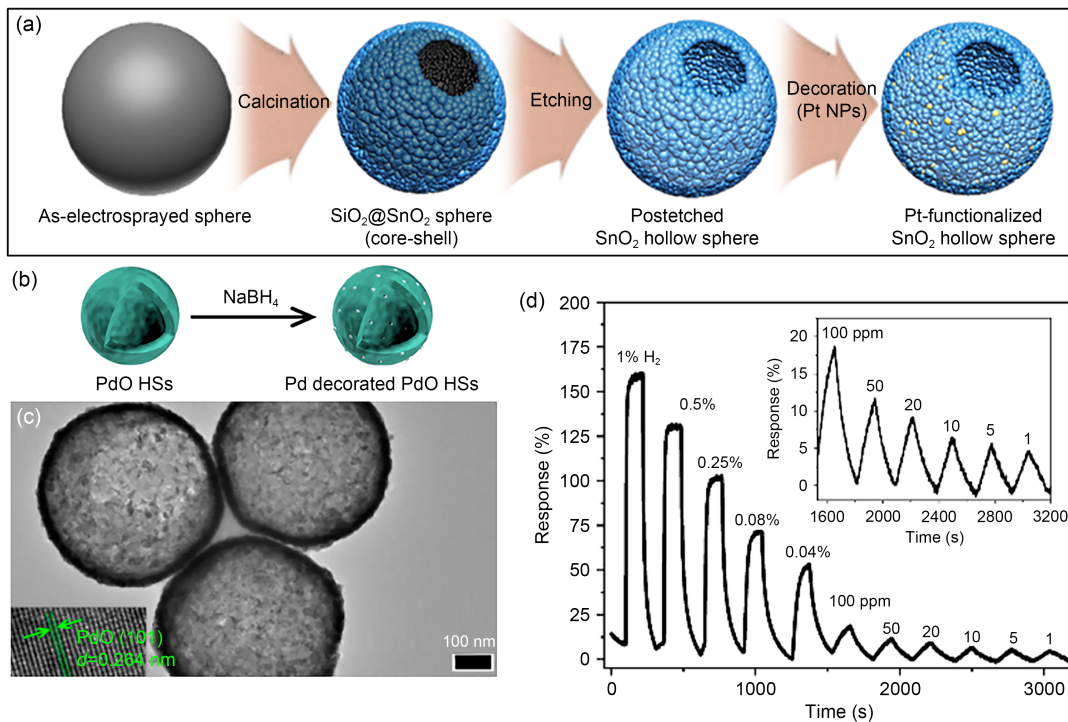 (a)
Calcination
Etching
Decoration
(Pt NPs)
As-electrosprayed sphere
SiO₂@SnO₂ sphere
(core-shell)
Postetched
SnO₂ hollow sphere
Pt-functionalized
SnO₂ hollow sphere
(b)
NaBH₄
PdO HSs
Pd decorated PdO HSs
(c)
PdO (101)
d=0.264 nm
100 nm
(d)
Response (%)
200
175
150
125
100
75
50
25
0
1% H₂
0.5%
0.25%
0.08%
0.04%
100 ppm
50
20
10
5
1
0
1000
2000
3000
Time (s)
Response (%)
20
15
10
5
0
100 ppm
50
20
10
5
1
1600
2000
2400
2800
3200
Time (s)